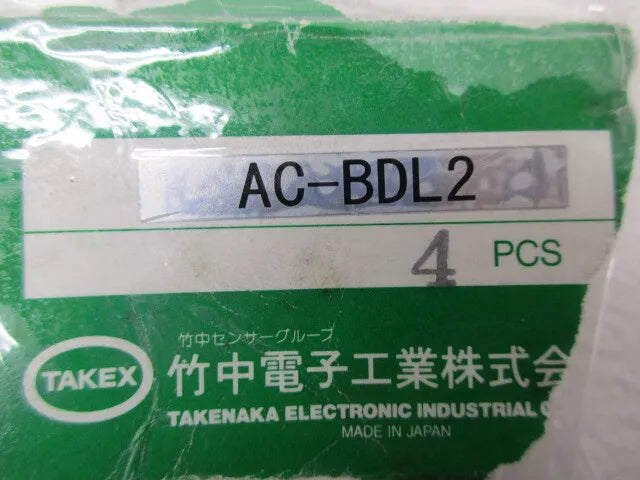 AC-BDL2
4 PCS
竹中センサーグループ
TAKEX
竹中電子工業株式会
TAKENAKA ELECTRONIC INDUSTRIAL
MADE IN JAPAN